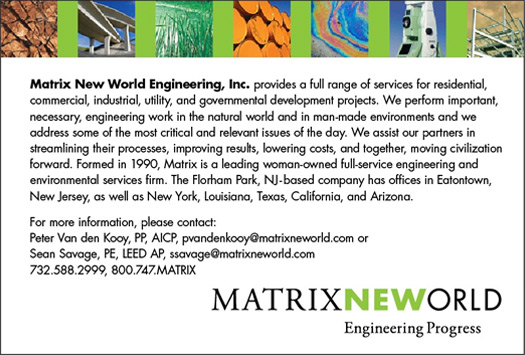 Matrix New World Engineering, Inc. provides a full range of services for residential,
commercial, industrial, utility, and governmental development projects. We perform important,
necessary, engineering work in the natural world and in man-made environments and we
address some of the most critical and relevant issues of the day. We assist our partners in
streamlining their processes, improving results, lowering costs, and together, moving civilization
forward. Formed in 1990, Matrix is a leading woman-owned full-service engineering and
environmental services firm. The Florham Park, NJ-based company has offices in Eatontown,
New Jersey, as well as New York, Louisiana, Texas, California, and Arizona.
For more information, please contact:
Peter Van den Kooy, PP, AICP, pvandenkooy@matrixneworld.com or
Sean Savage, PE, LEED AP, ssavage@matrixneworld.com
732.588.2999, 800.747.MATRIX
MATRIXNEWORLD
Engineering Progress